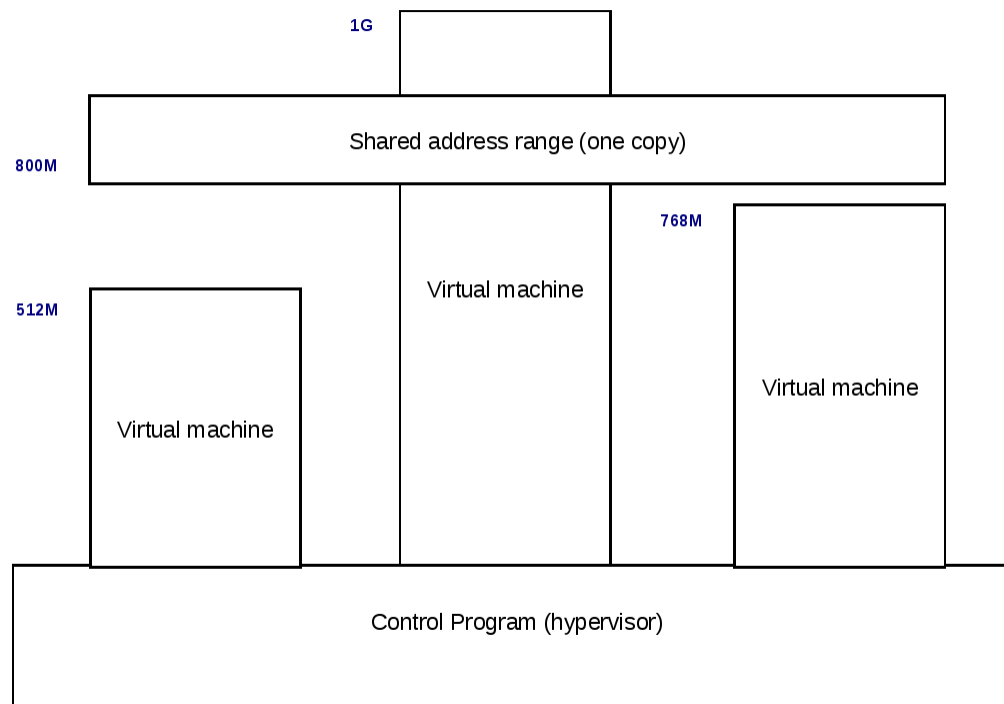 1G
Shared address range (one copy)
800M
768M
512M
Virtual machine
Virtual machine
Virtual machine
Control Program (hypervisor)